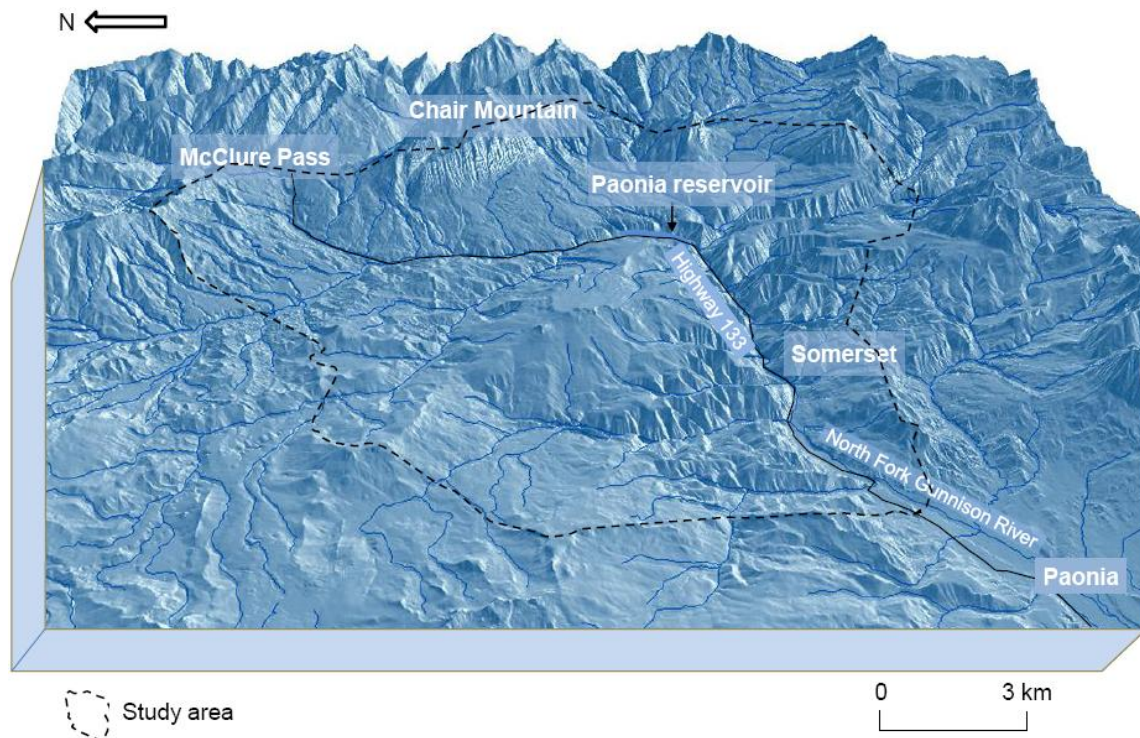 N
Chair Mountain
McClure Pass
Paonia reservoir
Highway 133
Somerset
North Fork Gunnison River
Paonia
Study area
0 3 km